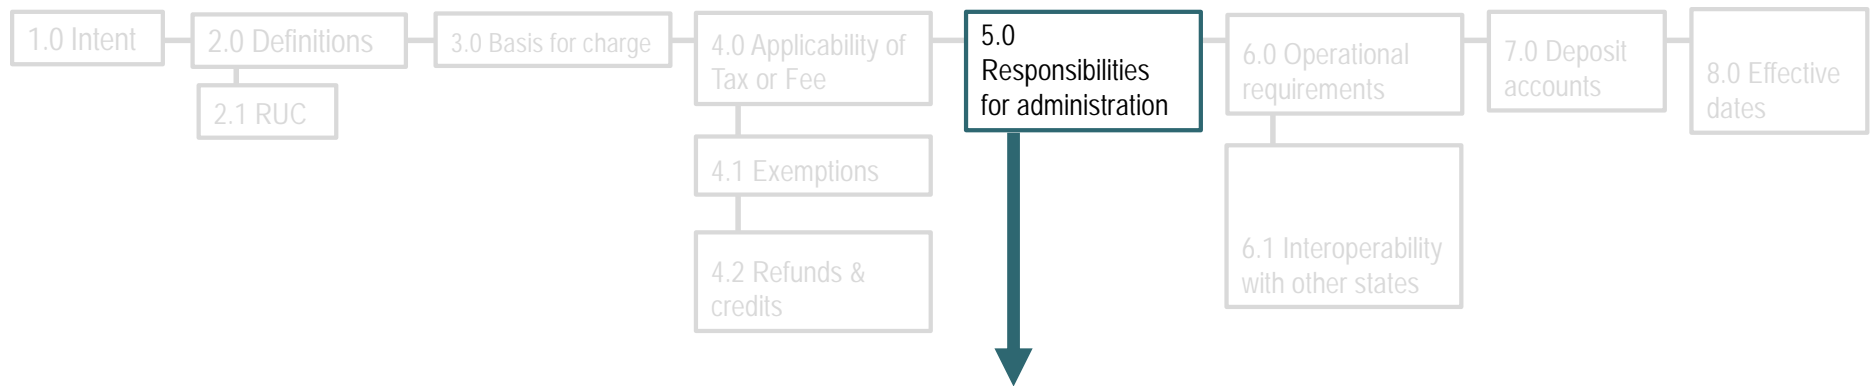 1.0 Intent
2.0 Definitions
2.1 RUC
3.0 Basis for charge
4.0 Applicability of
Tax or Fee
4.1 Exemptions
4.2 Refunds &
credits
5.0
Responsibilities
for administration
6.0 Operational
requirements
6.1 Interoperability
with other states
7.0 Deposit
accounts
8.0 Effective
dates